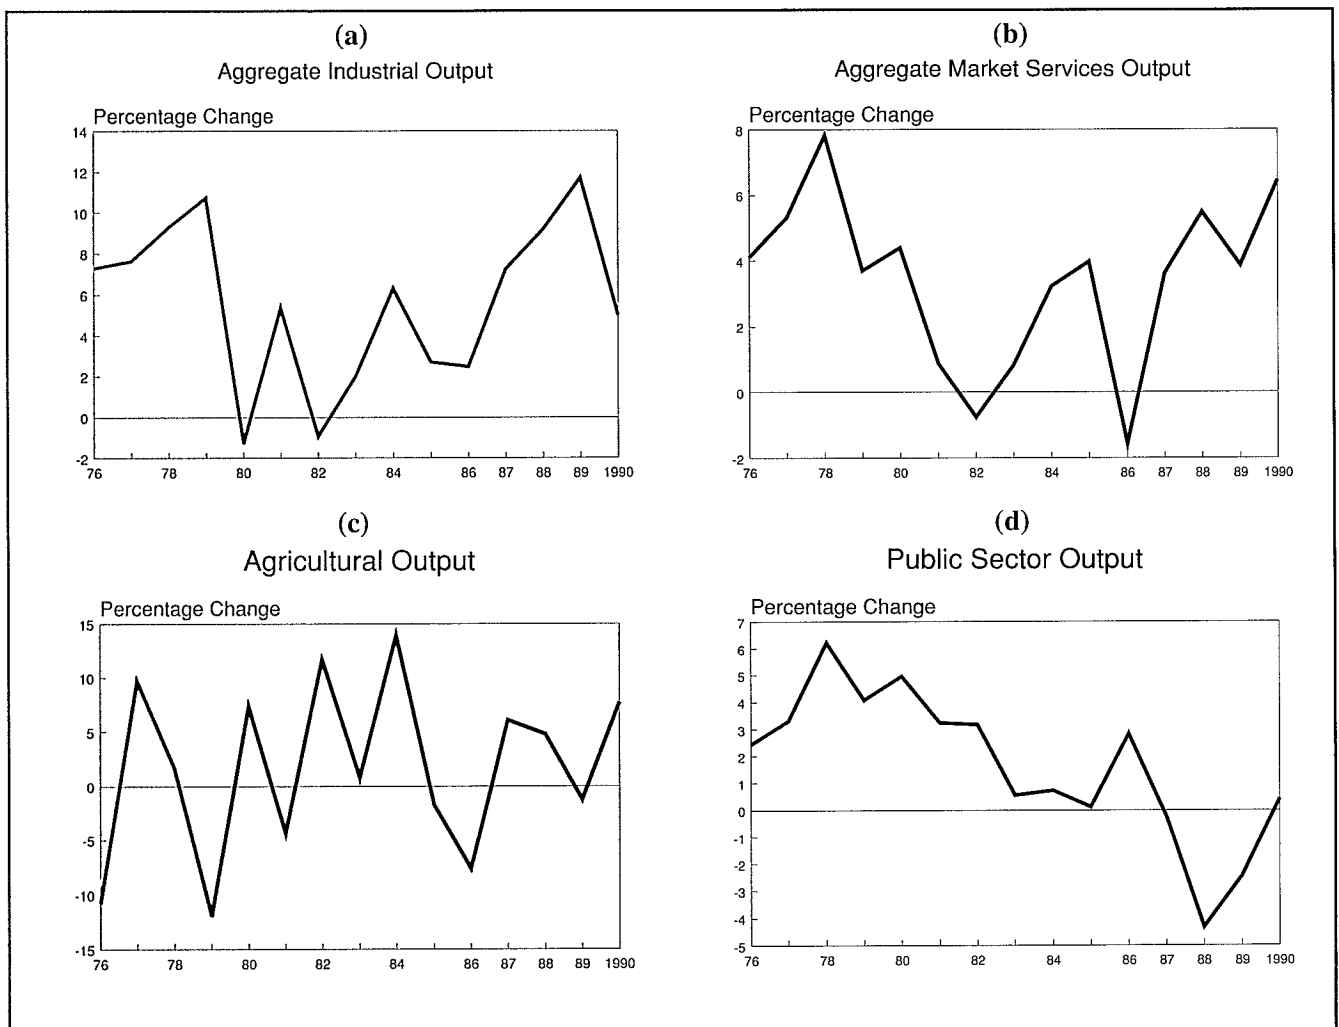 (a)
Aggregate Industrial Output
Percentage Change
14
12
10
8
6
4
2
0
-2
76 78 80 82 84 86 87 88 89 1990
(b)
Aggregate Market Services Output
Percentage Change
8
6
4
2
0
-2
76 78 80 82 84 86 87 88 89 1990
(c)
Agricultural Output
Percentage Change
15
10
5
0
-5
-10
-15
76 78 80 82 84 86 87 88 89 1990
(d)
Public Sector Output
Percentage Change
7
6
5
4
3
2
1
0
-1
-2
-3
-4
-5
76 78 80 82 84 86 87 88 89 1990